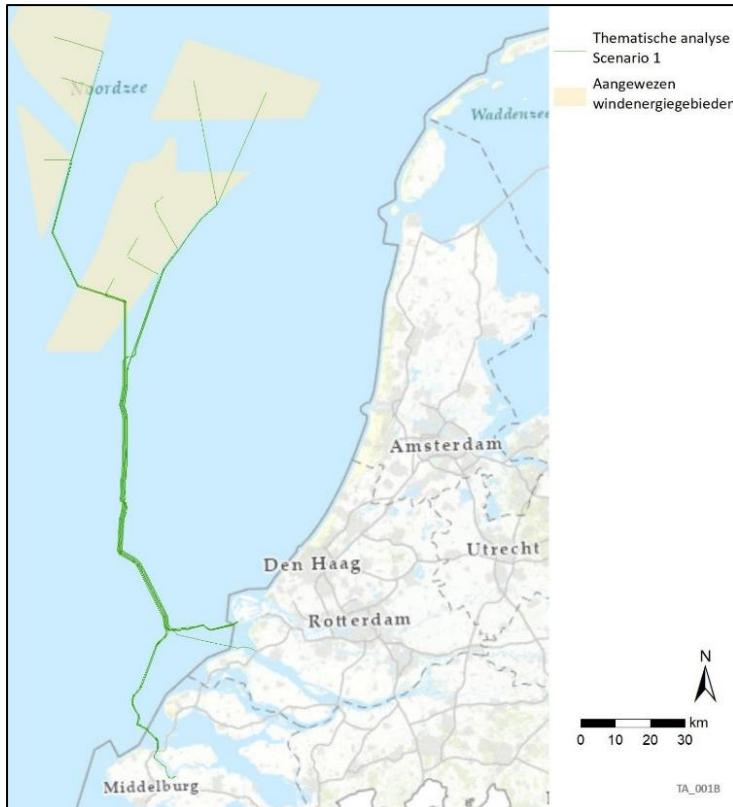 Thematische analyse
Scenario 1
Aangewezen
windenergiegebieden
Noordzee
Waddenzee
Amsterdam
Utrecht
Den Haag
Rotterdam
Middelburg
N
km
0 10 20 30
TA_001B